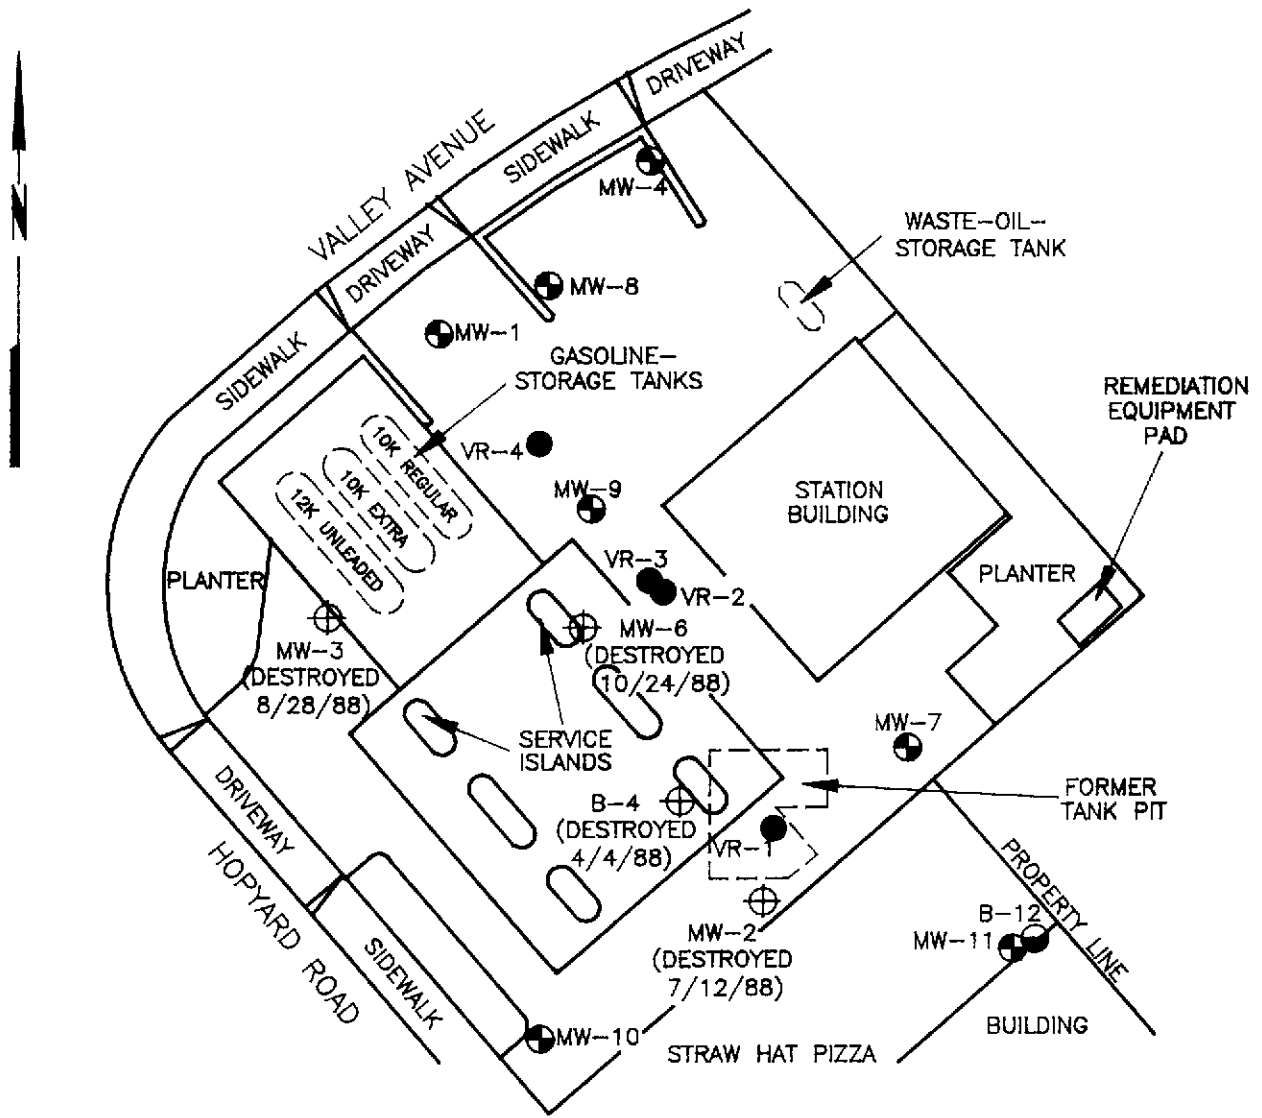 DRIVEWAY
SIDEWALK
VALLEY AVENUE
MW-4
WASTE-OIL-
STORAGE TANK
DRIVEWAY
MW-8
MW-1
SIDEWALK
GASOLINE-
STORAGE TANKS
REMEDIATION
EQUIPMENT
PAD
10K REGULAR
10K EXTRA
12K UNLEADED
VR-4
MW-9
STATION
BUILDING
VR-3
VR-2
PLANTER
PLANTER
MW-3
(DESTROYED
8/28/88)
MW-6
(DESTROYED
10/24/88)
SERVICE
ISLANDS
MW-7
B-4
(DESTROYED
4/4/88)
FORMER
TANK PIT
VR-1
DRIVEWAY
HOPYARD ROAD
SIDEWALK
MW-2
(DESTROYED
7/12/88)
PROPERTY LINE
B-12
MW-11
MW-10
STRAW HAT PIZZA
BUILDING
N